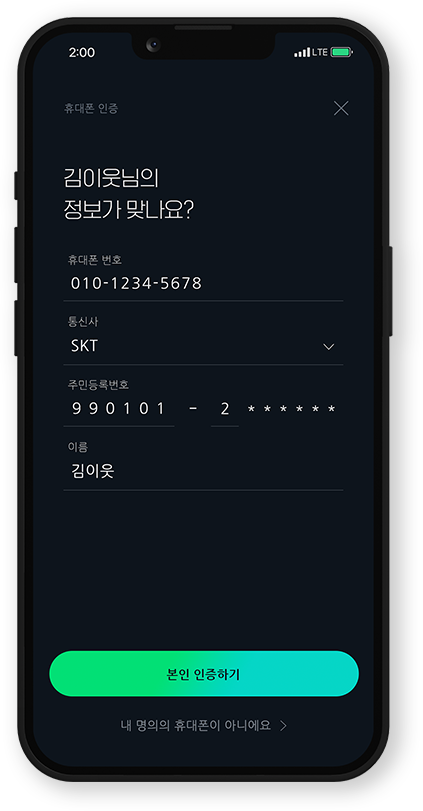 2:00 LTE
휴대폰 인증
김이웃님의
정보가 맞나요?
휴대폰 번호
010-1234-5678
통신사
SKT
주민등록번호
990101 - 2 * * * * * *
이름
김이웃
본인 인증하기
내 명의의 휴대폰이 아니에요